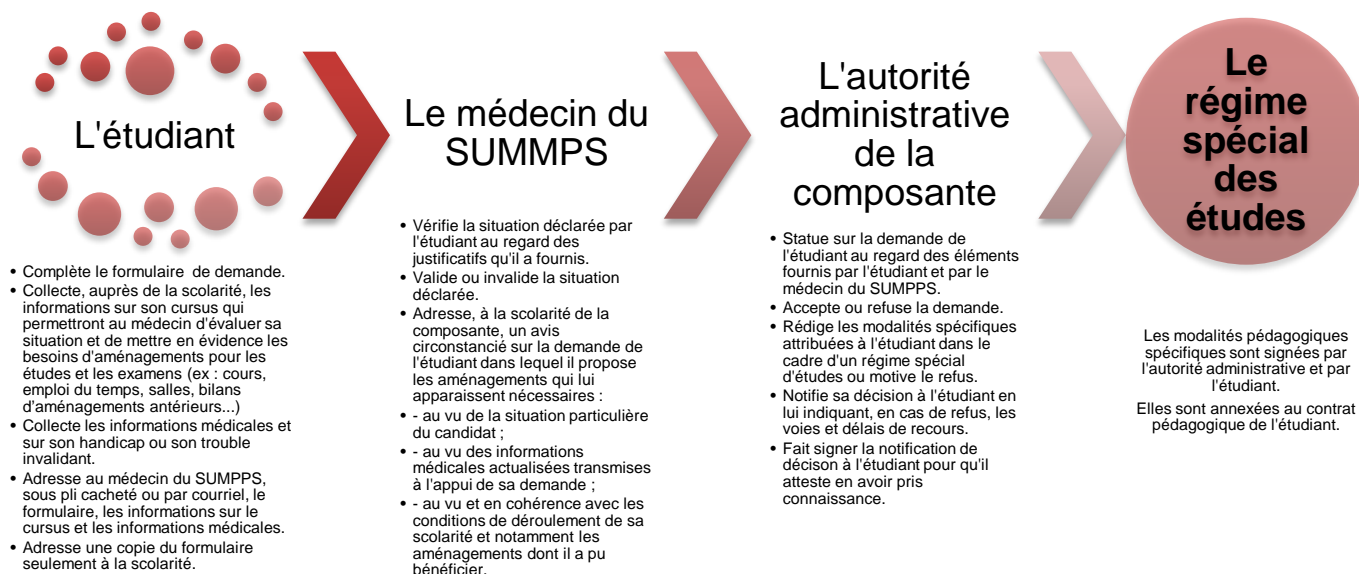 L'étudiant
• Complète le formulaire de demande.
• Collecte, auprès de la scolarité, les
informations sur son cursus qui
permettront au médecin d'évaluer sa
situation et de mettre en évidence les
besoins d'aménagements pour les
études et les examens (ex : cours,
emploi du temps, salles, bilans
d'aménagements antérieurs...)
• Collecte les informations médicales et
sur son handicap ou son trouble
invalidant.
• Adresse au médecin du SUMPPS,
sous pli cacheté ou par courriel, le
formulaire, les informations sur le
cursus et les informations médicales.
• Adresse une copie du formulaire
seulement à la scolarité.
Le médecin du
SUMMPS
• Vérifie la situation déclarée par
l'étudiant au regard des
justificatifs qu'il a fournis.
• Valide ou invalide la situation
déclarée.
• Adresse, à la scolarité de la
composante, un avis
circonstancié sur la demande de
l'étudiant dans lequel il propose
les aménagements qui lui
apparaissent nécessaires :
• - au vu de la situation particulière
du candidat ;
• - au vu des informations
médicales actualisées transmises
à l'appui de sa demande ;
• - au vu et en cohérence avec les
conditions de déroulement de sa
scolarité et notamment les
aménagements dont il a pu
bénéficier.
L'autorité
administrative
de la
composante
• Statue sur la demande de
l'étudiant au regard des éléments
fournis par l'étudiant et par le
médecin du SUMPPS.
• Accepte ou refuse la demande.
• Rédige les modalités spécifiques
attribuées à l'étudiant dans le
cadre d'un régime spécial
d'études ou motive le refus.
• Notifie sa décision à l'étudiant en
lui indiquant, en cas de refus, les
voies et délais de recours.
• Fait signer la notification de
décison à l'étudiant pour qu'il
atteste en avoir pris
connaissance.
Le
régime
spécial
des
études
Les modalités pédagogiques
spécifiques sont signées par
l'autorité administrative et par
l'étudiant.
Elles sont annexées au contrat
pédagogique de l'étudiant.